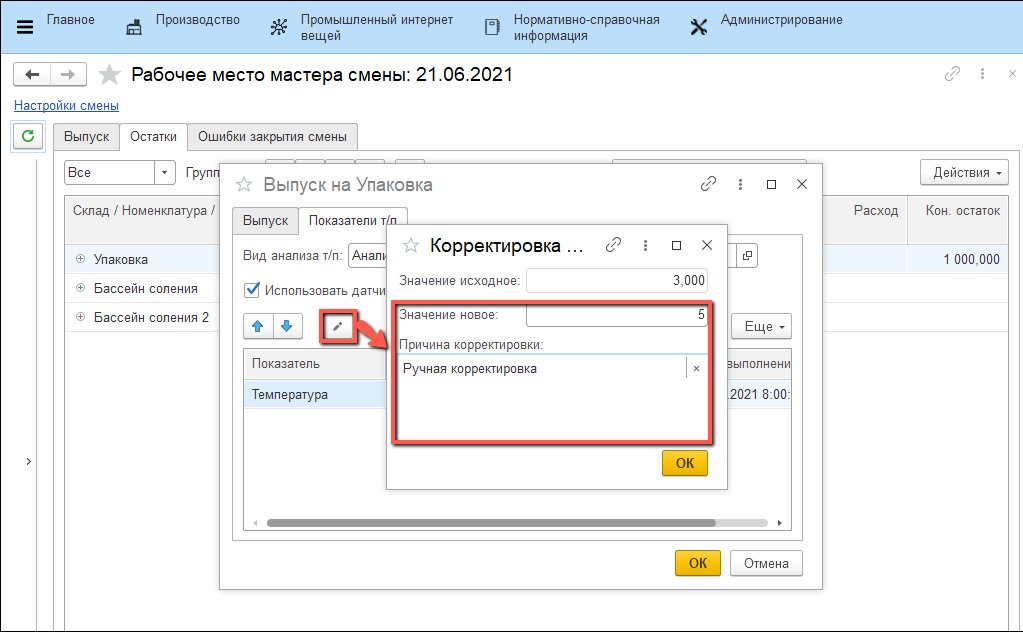 Главное
Производство
Промышленный интернет
вещей
Нормативно-справочная
информация
Администрирование
Рабочее место мастера смены: 21.06.2021
Настройки смены
Выпуск
Остатки
Ошибки закрытия смены
Все
Групп
Действия
Склад / Номенклатура /
Расход
Кон. остаток
Упаковка
1 000,000
Бассейн соления
Бассейн соления 2
Выпуск на Упаковка
Выпуск
Показатели т/п
Вид анализа т/п:
Анали
Использовать датчи
Еще
Показатель
выполнени
Температура
.2021 8:00:
Корректировка ...
Значение исходное:
3,000
Значение новое:
5
Причина корректировки:
Ручная корректировка
ОК
ОК
Отмена